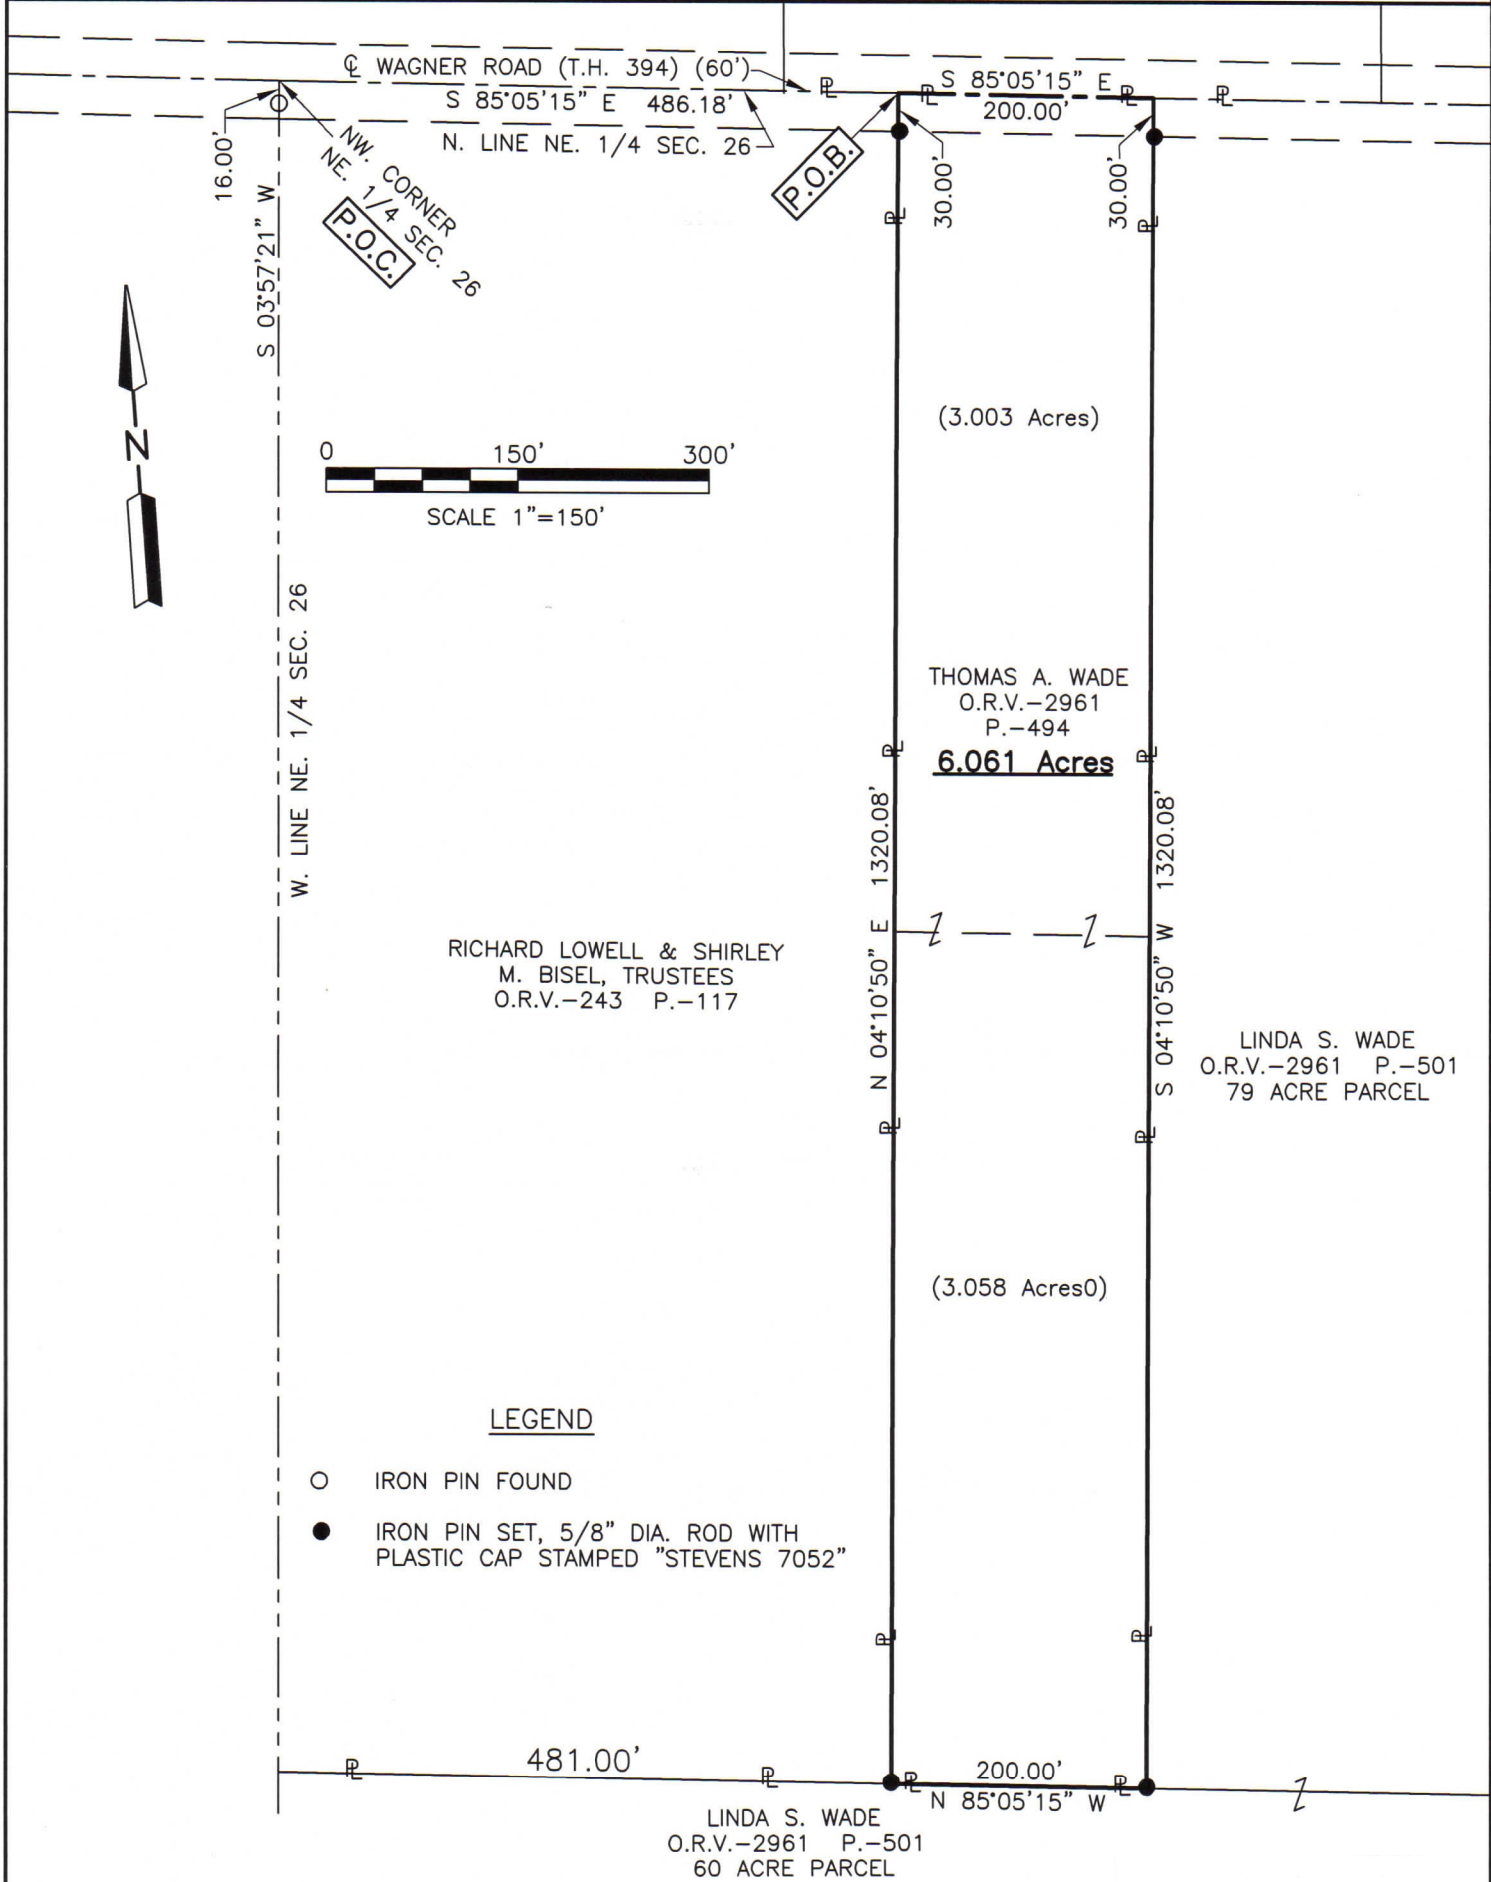 ℄ WAGNER ROAD (T.H. 394) (60')
S 85°05'15" E 486.18'
N. LINE NE. 1/4 SEC. 26
S 85°05'15" E
200.00'
℄
℄
℄
℄
16.00'
NW. CORNER
NE. 1/4 SEC. 26
P.O.C.
P.O.B.
30.00'
30.00'
S 03°57'21" W
W. LINE NE. 1/4 SEC. 26
N
0 150' 300'
SCALE 1"=150'
(3.003 Acres)
THOMAS A. WADE
O.R.V.-2961
P.-494
6.061 Acres
N 04°10'50" E 1320.08'
S 04°10'50" W 1320.08'
RICHARD LOWELL & SHIRLEY
M. BISEL, TRUSTEES
O.R.V.-243 P.-117
LINDA S. WADE
O.R.V.-2961 P.-501
79 ACRE PARCEL
(3.058 Acres0)
LEGEND
IRON PIN FOUND
IRON PIN SET, 5/8" DIA. ROD WITH
PLASTIC CAP STAMPED "STEVENS 7052"
481.00'
200.00'
N 85°05'15" W
LINDA S. WADE
O.R.V.-2961 P.-501
60 ACRE PARCEL